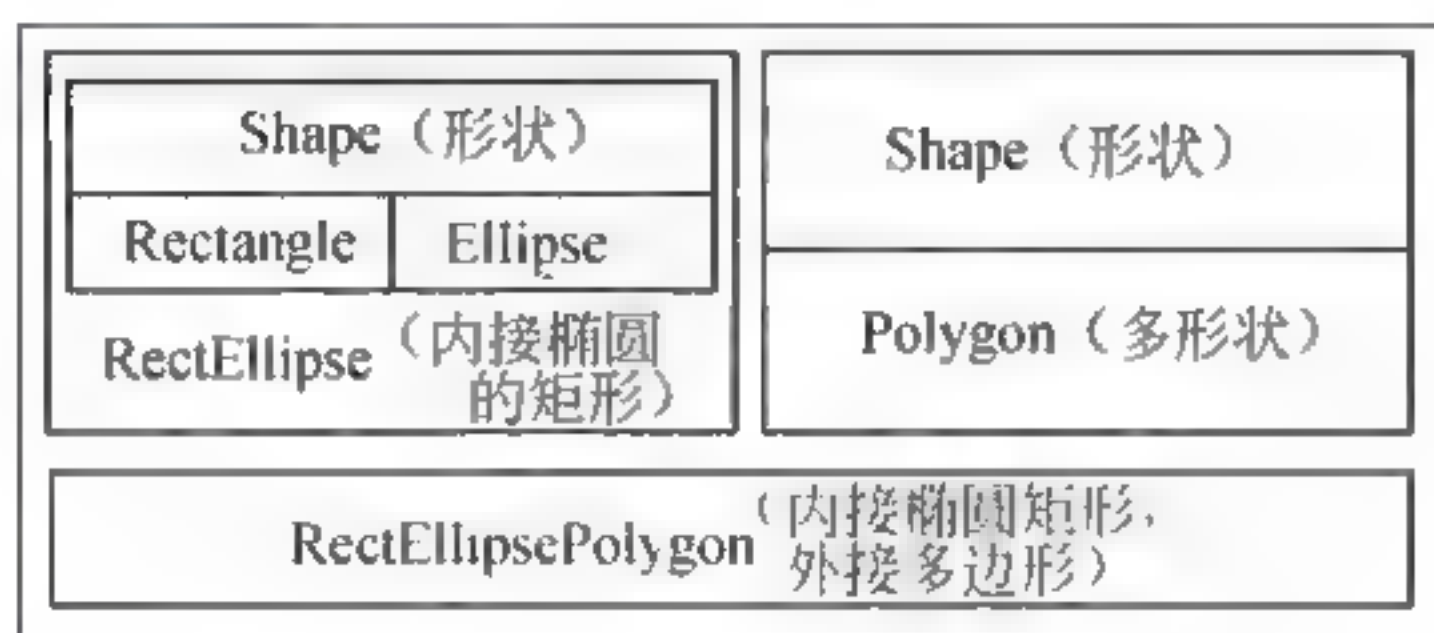 Shape（形状）
Rectangle
Ellipse
RectEllipse（内接椭圆
的矩形）
Shape（形状）
Polygon（多形状）
RectEllipsePolygon（内接椭圆矩形,
外接多边形）